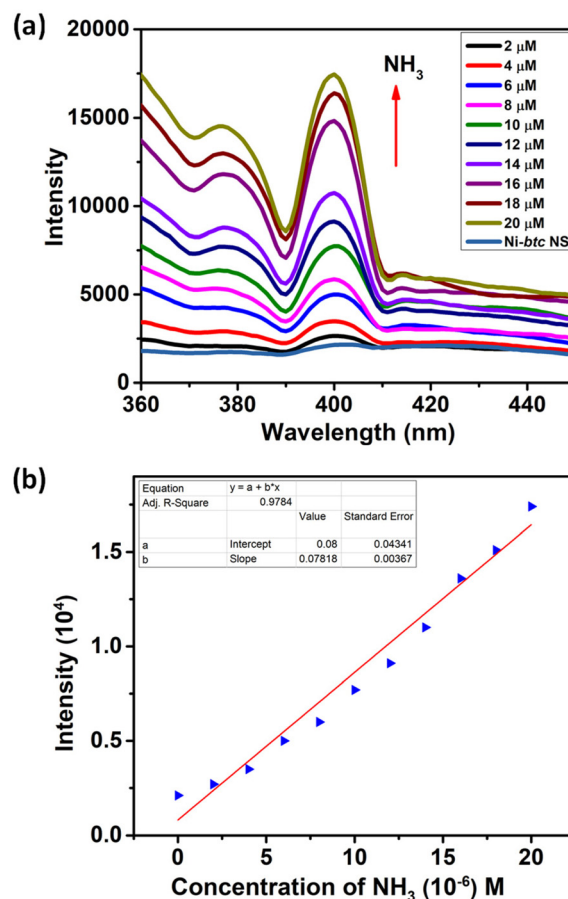 (a)
20000
15000
10000
5000
0
Intensity
NH3
2 μM
4 μM
6 μM
8 μM
10 μM
12 μM
14 μM
16 μM
18 μM
20 μM
Ni-btc NS
360 380 400 420 440
Wavelength (nm)
(b)
Equation y = a + b*x
Adj. R-Square 0.9784
Value Standard Error
a Intercept 0.08 0.04341
b Slope 0.07818 0.00367
1.5
1.0
0.5
0.0
Intensity (10⁴)
0 5 10 15 20
Concentration of NH₃ (10⁻⁶) M